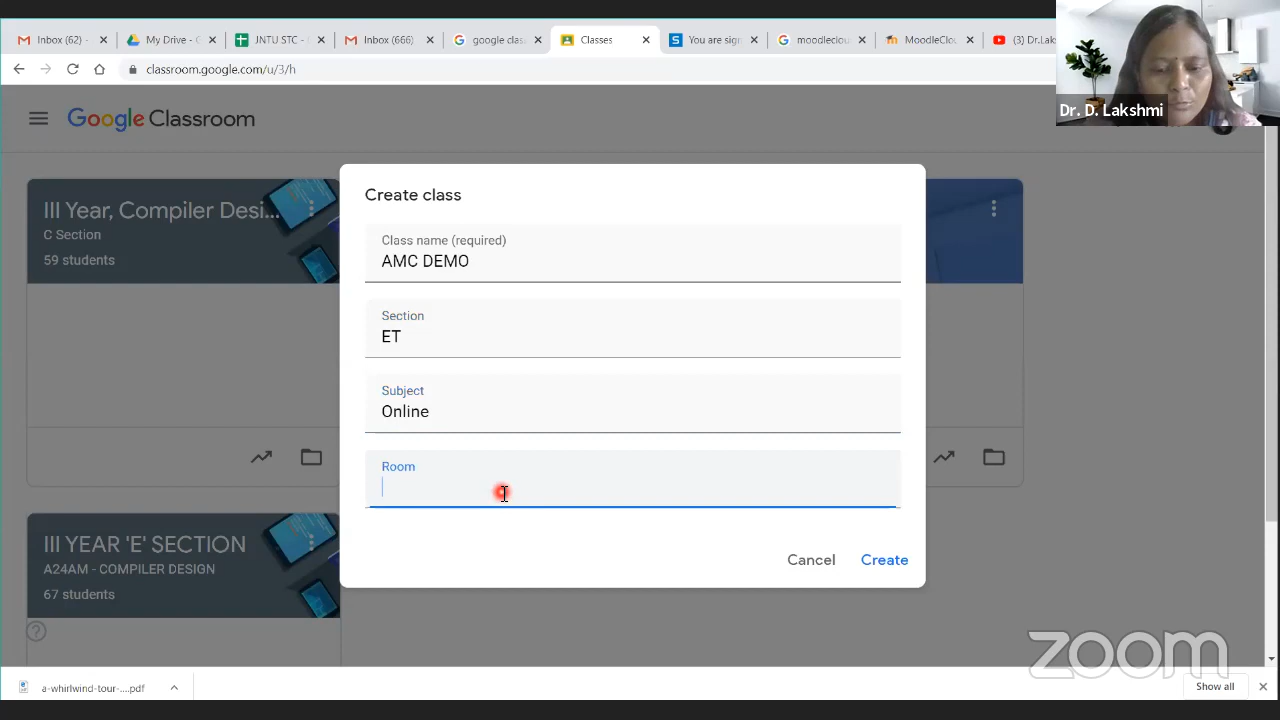 Inbox (62) -
My Drive - G
JNTU STC -
Inbox (666)
google clas
Classes
You are sign
moodleclou
MoodleClou
(3) Dr.Laks
classroom.google.com/u/3/h
Dr. D. Lakshmi
Google Classroom
III Year, Compiler Desi...
C Section
59 students
Create class
Class name (required)
AMC DEMO
Section
ET
Subject
Online
Room
Cancel
Create
III YEAR 'E' SECTION
A24AM - COMPILER DESIGN
67 students
zoom
a-whirlwind-tour-....pdf
Show all